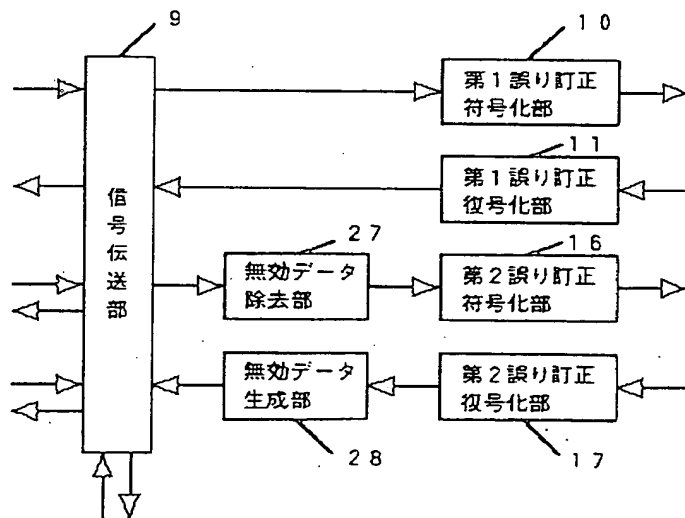 9
信号伝送部
10
第1誤り訂正
符号化部
11
第1誤り訂正
復号化部
27
無効データ
除去部
16
第2誤り訂正
符号化部
無効データ
生成部
28
第2誤り訂正
復号化部
17